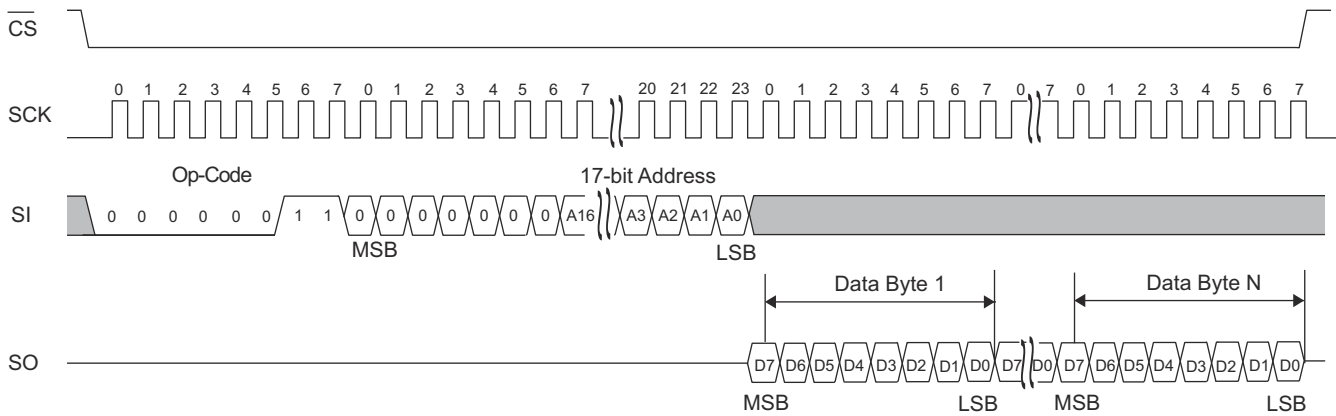 CS
0 1 2 3 4 5 6 7 0 1 2 3 4 5 6 7 20 21 22 23 0 1 2 3 4 5 6 7 0 7 0 1 2 3 4 5 6 7
SCK
Op-Code
17-bit Address
SI
0 0 0 0 0 0 1 1 0 0 0 0 0 0 0 A16 A3 A2 A1 A0
MSB
LSB
Data Byte 1
Data Byte N
SO
D7 D6 D5 D4 D3 D2 D1 D0 D7 D0 D7 D6 D5 D4 D3 D2 D1 D0
MSB
LSB
MSB
LSB